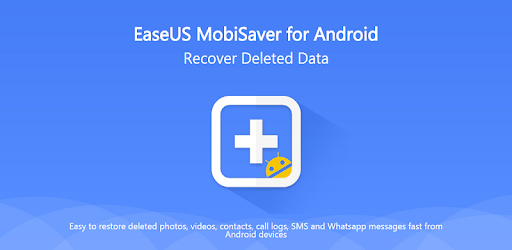 EaseUS MobiSaver for Android
Recover Deleted Data
Easy to restore deleted photos, videos, contacts, call logs, SMS and Whatsapp messages fast from
Android devices